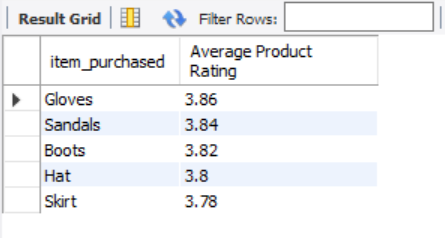 Result Grid Filter Rows:
item_purchased Average Product Rating
Gloves 3.86
Sandals 3.84
Boots 3.82
Hat 3.8
Skirt 3.78